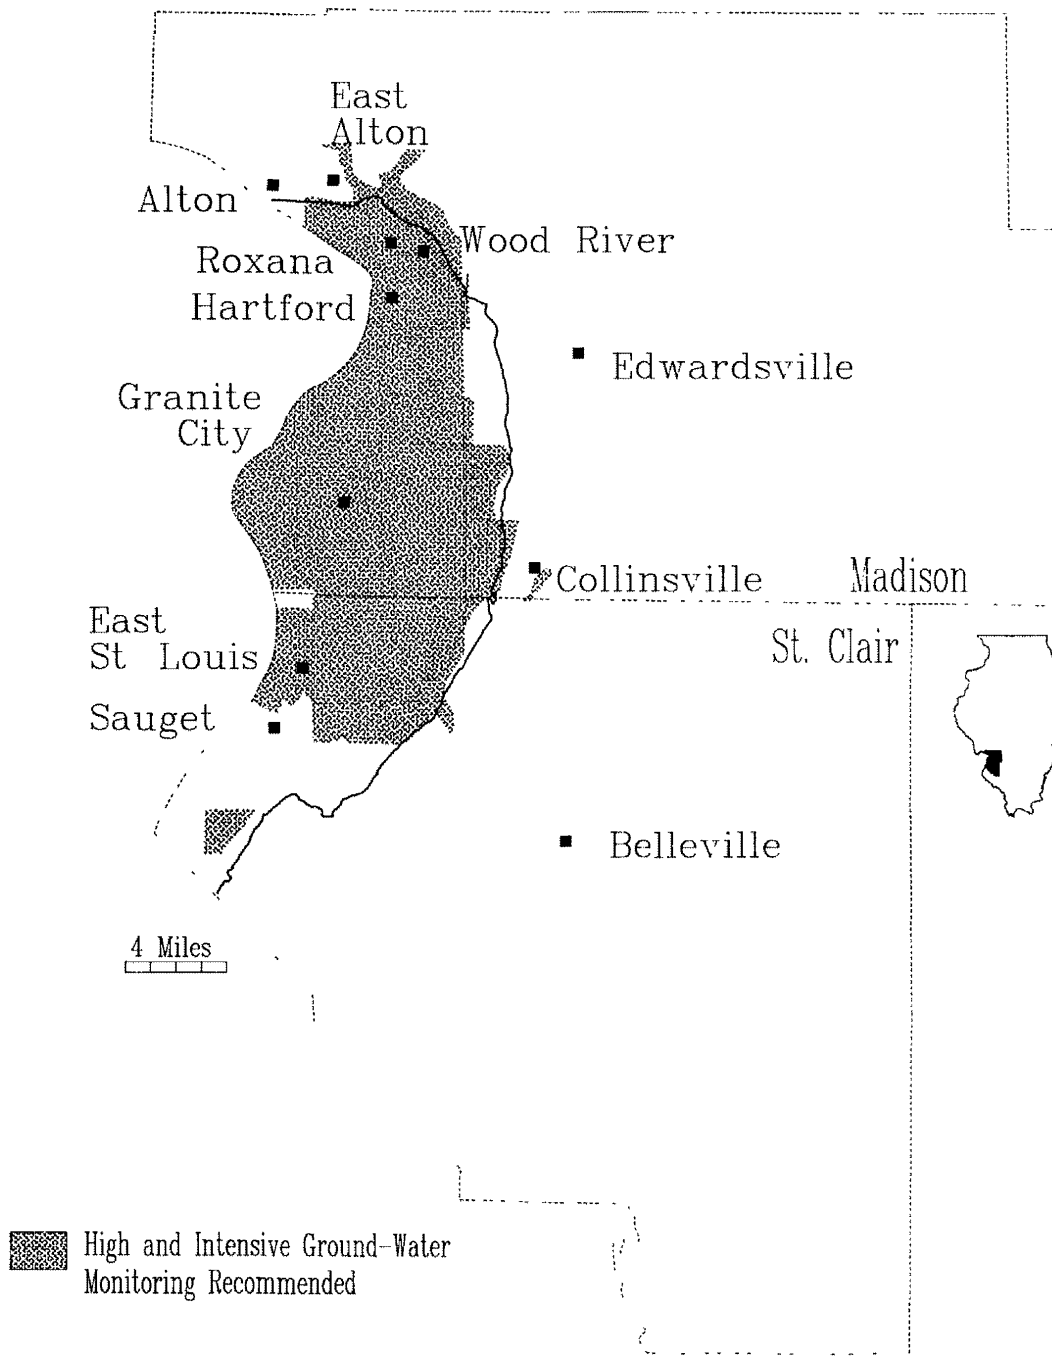 East
Alton
Alton
Wood River
Roxana
Hartford
Edwardsville
Granite
City
Collinsville
Madison
East
St Louis
St. Clair
Sauget
Belleville
4 Miles
High and Intensive Ground-Water
Monitoring Recommended